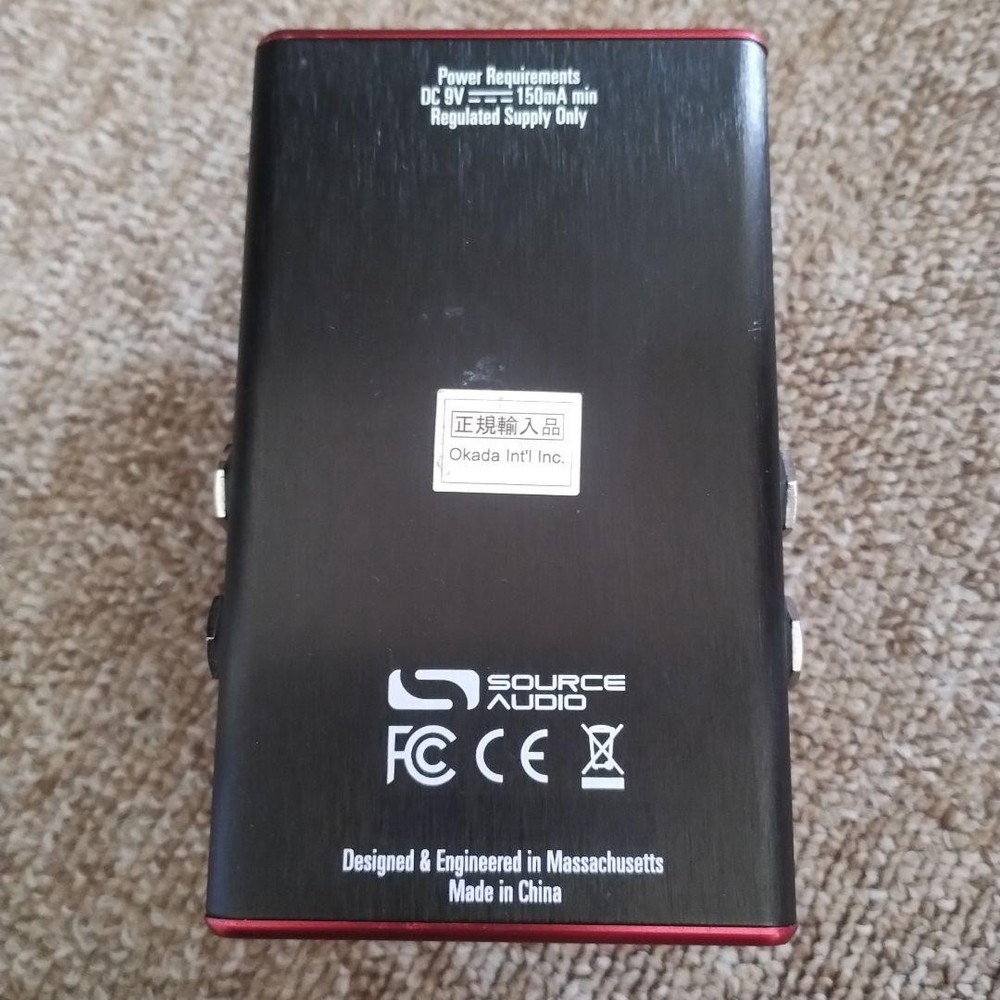 Power Requirements
DC 9V ⎓ 150mA min
Regulated Supply Only
正規輸入品
Okada Int'l Inc.
SOURCE
AUDIO
FC CE
Designed & Engineered in Massachusetts
Made in China